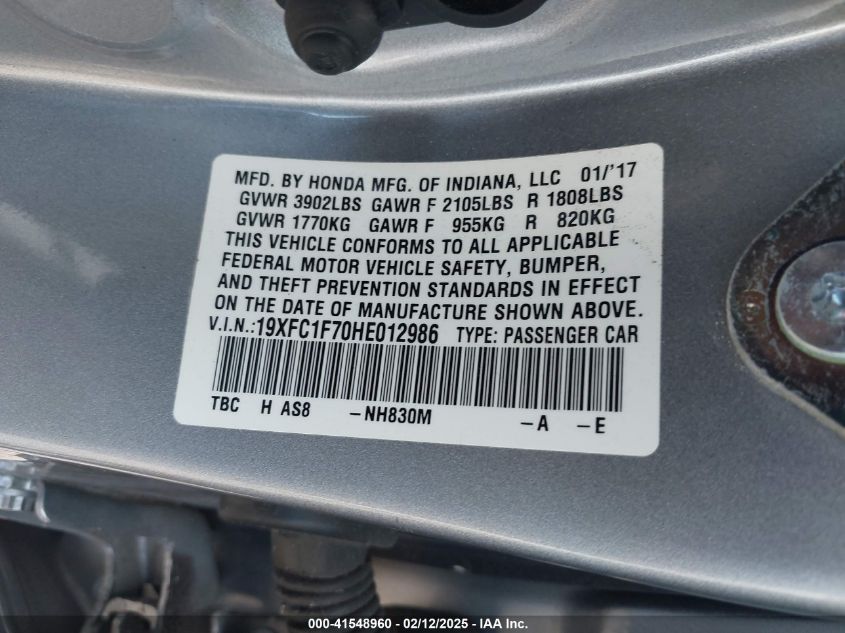 MFD. BY HONDA MFG. OF INDIANA, LLC 01/'17
GVWR 3902LBS GAWR F 2105LBS R 1808LBS
GVWR 1770KG GAWR F 955KG R 820KG
THIS VEHICLE CONFORMS TO ALL APPLICABLE
FEDERAL MOTOR VEHICLE SAFETY, BUMPER,
AND THEFT PREVENTION STANDARDS IN EFFECT
ON THE DATE OF MANUFACTURE SHOWN ABOVE.
V.I.N.:19XFC1F70HE012986 TYPE: PASSENGER CAR
TBC H AS8 -NH830M -A -E
000-41548960 - 02/12/2025 - IAAI Inc.